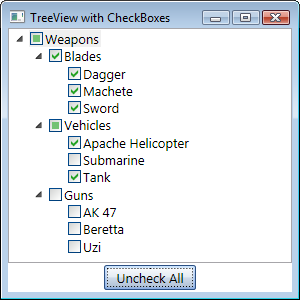 TreeView with CheckBoxes
Weapons
Blades
Dagger
Machete
Sword
Vehicles
Apache Helicopter
Submarine
Tank
Guns
AK 47
Beretta
Uzi
Uncheck All